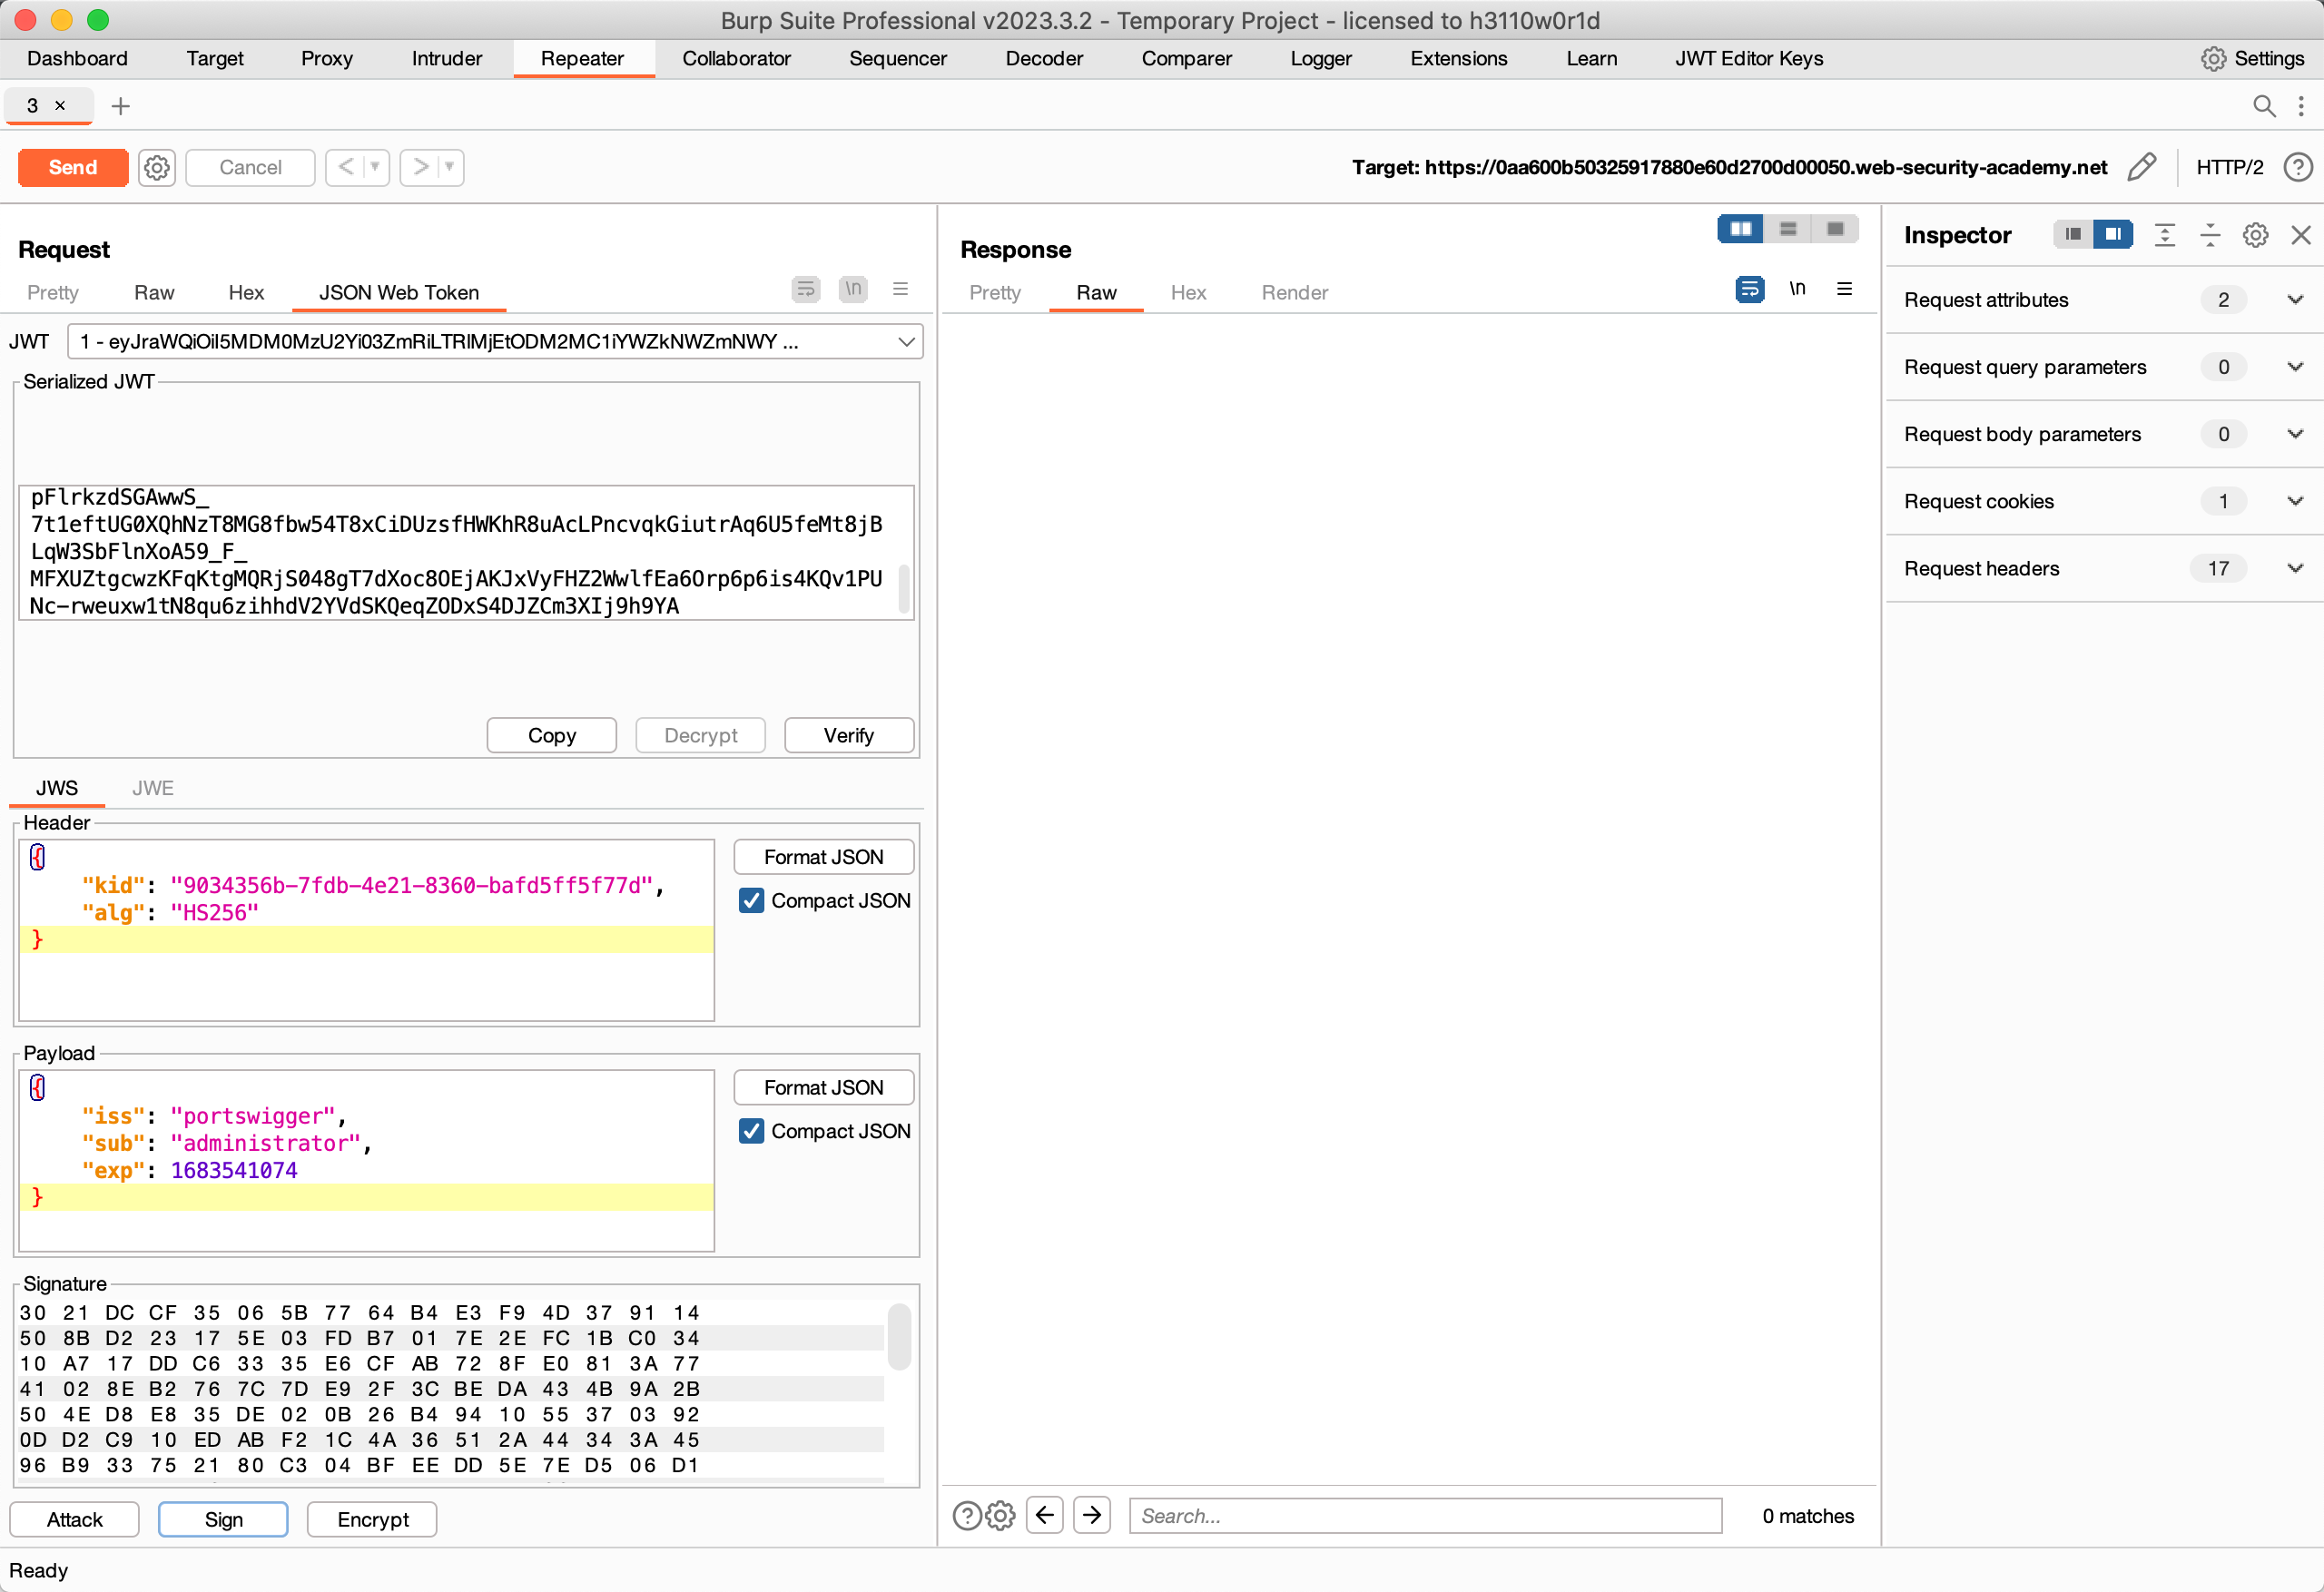 Burp Suite Professional v2023.3.2 - Temporary Project - licensed to h3110w0r1d
Dashboard Target Proxy Intruder Repeater Collaborator Sequencer Decoder Comparer Logger Extensions Learn JWT Editor Keys Settings
3 × +
Send Cancel < > Target: https://0aa600b50325917880e60d2700d00050.web-security-academy.net HTTP/2 ?
Request
Pretty Raw Hex JSON Web Token \n
JWT 1 - eyJraWQiOiI5MDM0MzU2Yi03ZmRiLTRlMjEtODM2MC1iYWZkNWZmNWY ...
Serialized JWT
pFlrkzdSGAwwS_
7t1eftUG0XQhNzT8MG8fbw54T8xCiDUzsfHWKhR8uAcLPncvqkGiutrAq6U5feMt8jB
LqW3SbFlnXoA59_F_
MFXUZtgcwzKFqKtgMQRjS048gT7dXoc8OEjAKJxVyFHZ2WwlfEa6Orp6p6is4KQv1PU
Nc-rweuxw1tN8qu6zihhdV2YVdSKQeqZODxS4DJZCm3XIj9h9YA
Copy Decrypt Verify
JWS JWE
Header
{
"kid": "9034356b-7fdb-4e21-8360-bafd5ff5f77d",
"alg": "HS256"
}
Format JSON
Compact JSON
Payload
{
"iss": "portswigger",
"sub": "administrator",
"exp": 1683541074
}
Format JSON
Compact JSON
Signature
30 21 DC CF 35 06 5B 77 64 B4 E3 F9 4D 37 91 14
50 8B D2 23 17 5E 03 FD B7 01 7E 2E FC 1B C0 34
10 A7 17 DD C6 33 35 E6 CF AB 72 8F E0 81 3A 77
41 02 8E B2 76 7C 7D E9 2F 3C BE DA 43 4B 9A 2B
50 4E D8 E8 35 DE 02 0B 26 B4 94 10 55 37 03 92
0D D2 C9 10 ED AB F2 1C 4A 36 51 2A 44 34 3A 45
96 B9 33 75 21 80 C3 04 BF EE DD 5E 7E D5 06 D1
Attack Sign Encrypt
Response
Pretty Raw Hex Render \n
? Search... 0 matches
Inspector
Request attributes 2
Request query parameters 0
Request body parameters 0
Request cookies 1
Request headers 17
Ready